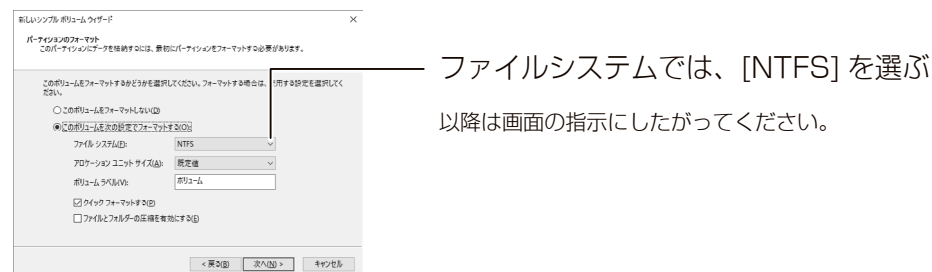 新しいシンプル ボリューム ウィザード
パーティションのフォーマット
このパーティションにデータを格納するには、最初にパーティションをフォーマットする必要があります。
このボリュームをフォーマットするかどうかを選択してください。フォーマットする場合は、使用する設定を選択してく
ださい。
このボリュームをフォーマットしない(D)
このボリュームを次の設定でフォーマットする(O):
ファイル システム(F): NTFS
アロケーション ユニット サイズ(A): 既定値
ボリューム ラベル(V): ボリューム
クイック フォーマットする(P)
ファイルとフォルダーの圧縮を有効にする(E)
< 戻る(B) 次へ(N) > キャンセル
ファイルシステムでは、[NTFS] を選ぶ
以降は画面の指示にしたがってください。